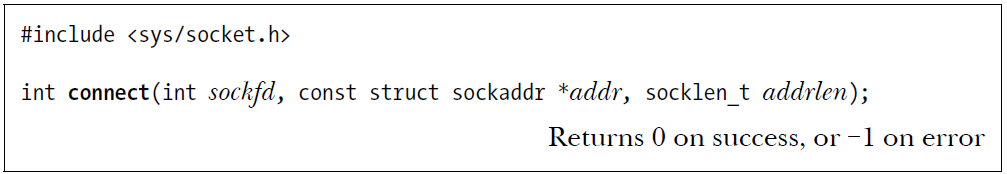 #include <sys/socket.h>
int connect(int sockfd, const struct sockaddr *addr, socklen_t addrlen);
Returns 0 on success, or −1 on error